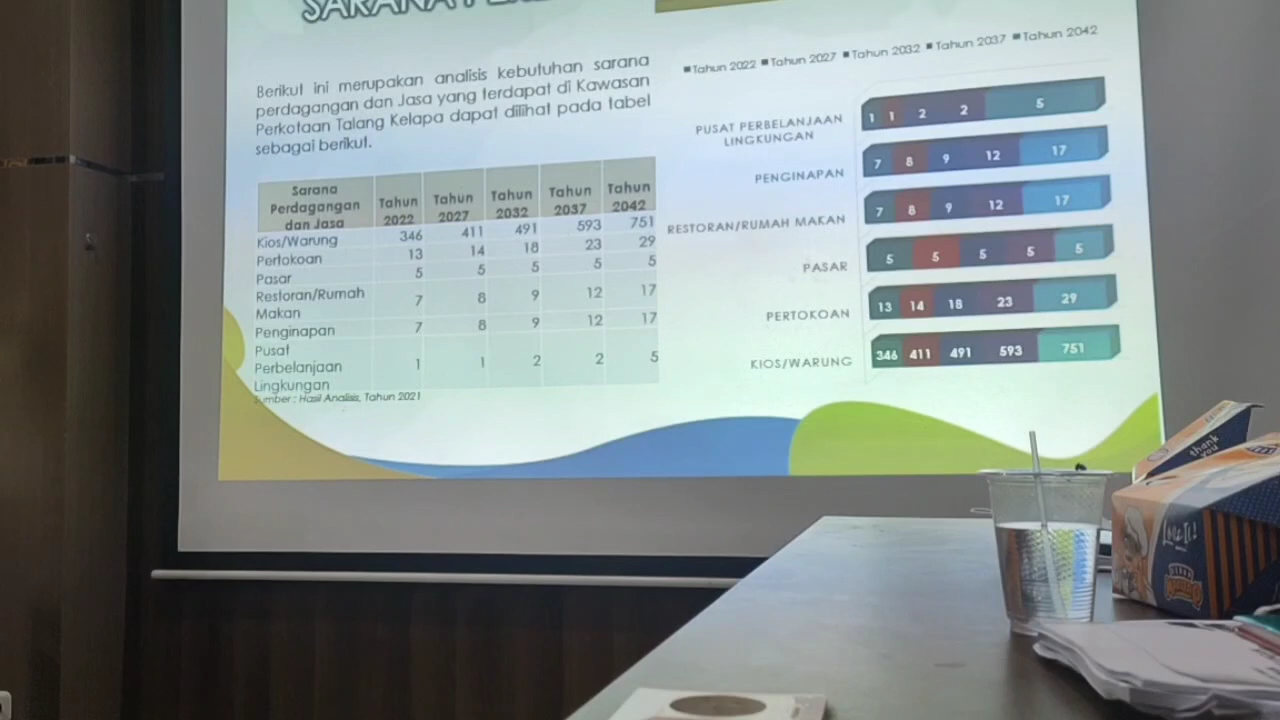 SARANA
Berikut ini merupakan analisis kebutuhan sarana
perdagangan dan Jasa yang terdapat di Kawasan
Perkotaan Talang Kelapa dapat dilihat pada tabel
sebagai berikut.
Sarana Perdagangan dan Jasa Tahun 2022 Tahun 2027 Tahun 2032 Tahun 2037 Tahun 2042
Kios/Warung 346 411 491 593 751
Pertokoan 13 14 18 23 29
Pasar 5 5 5 5 5
Restoran/Rumah
Makan 7 8 9 12 17
Penginapan 7 8 9 12 17
Pusat
Perbelanjaan 1 1 2 2 5
Lingkungan
Sumber : Hasil Analisis, Tahun 2021
Tahun 2022 Tahun 2027 Tahun 2032 Tahun 2037 Tahun 2042
PUSAT PERBELANJAAN
LINGKUNGAN 1 1 2 2 5
PENGINAPAN 7 8 9 12 17
RESTORAN/RUMAH MAKAN 7 8 9 12 17
PASAR 5 5 5 5 5
PERTOKOAN 13 14 18 23 29
KIOS/WARUNG 346 411 491 593 751
thank
you